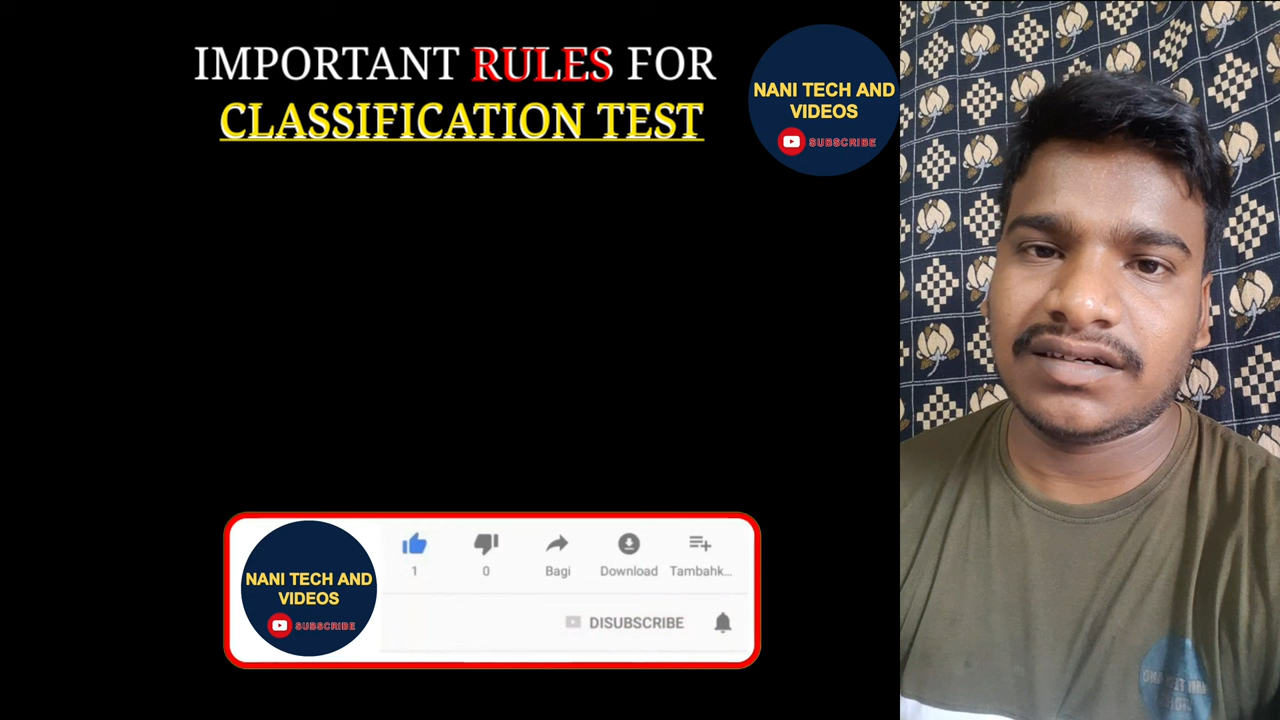 IMPORTANT RULES FOR
CLASSIFICATION TEST
NANI TECH AND
VIDEOS
SUBSCRIBE
NANI TECH AND
VIDEOS
SUBSCRIBE
1
0
Bagi
Download
Tambahk...
DISUBSCRIBE